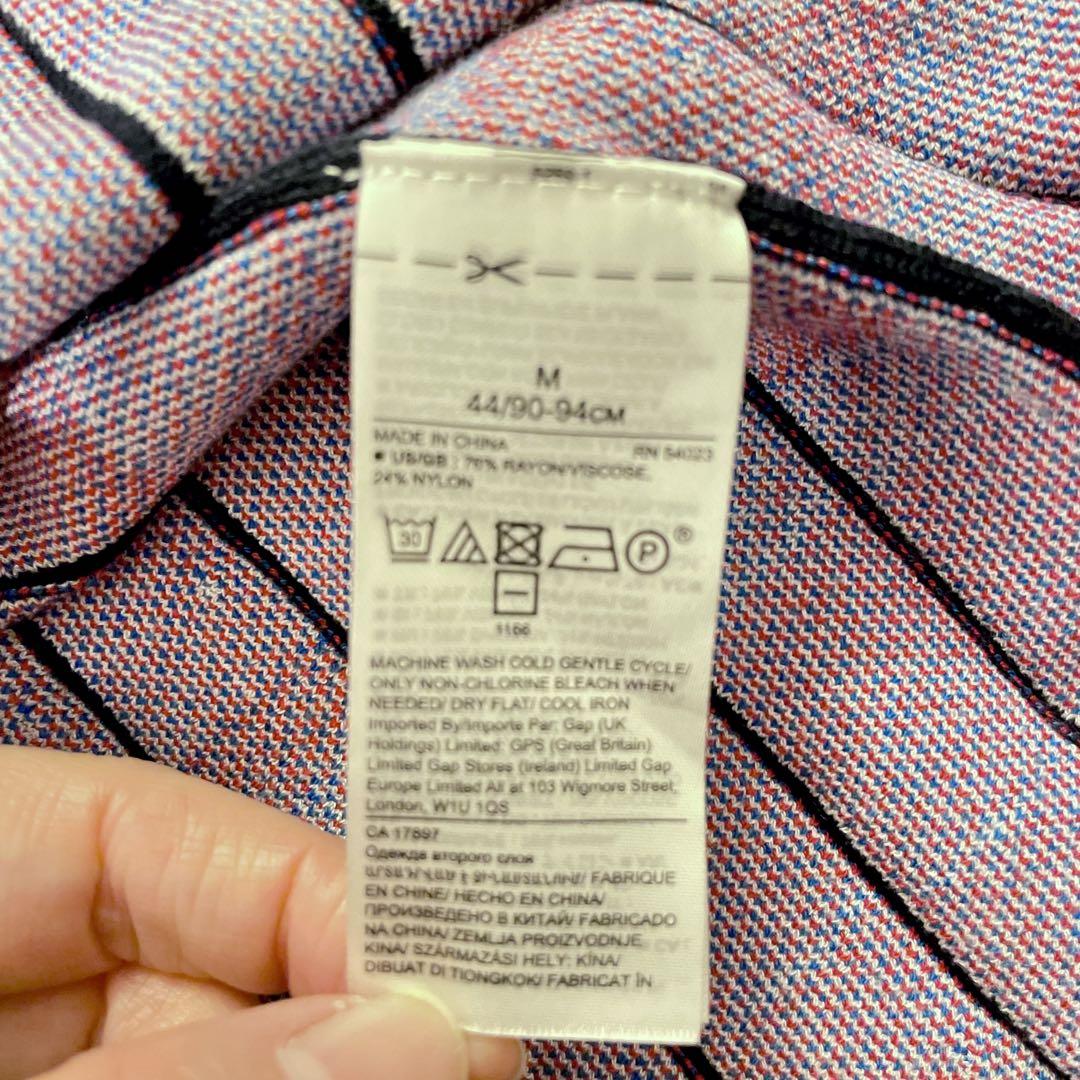 M
44/90-94см
MADE IN CHINA RN 54023
■ US/GB : 76% RAYON/VISCOSE,
24% NYLON
30 P ®
1166
MACHINE WASH COLD GENTLE CYCLE/
ONLY NON-CHLORINE BLEACH WHEN
NEEDED/ DRY FLAT/ COOL IRON
Imported By/Importe Par: Gap (UK
Holdings) Limited: GPS (Great Britain)
Limited Gap Stores (Ireland) Limited Gap
Europe Limited All at 103 Wigmore Street,
London, W1U 1QS
CA 17897
Одежда второго слоя
FABRIQUE
EN CHINE/ HECHO EN CHINA/
ПРОИЗВЕДЕНО В КИТАЙ/ FABRICADO
NA CHINA/ ZEMLJA PROIZVODNJE
KINA/ SZÁRMAZÁSI HELY: KÍNA/
DIBUAT DI TIONGKOK/ FABRICAT ÎN